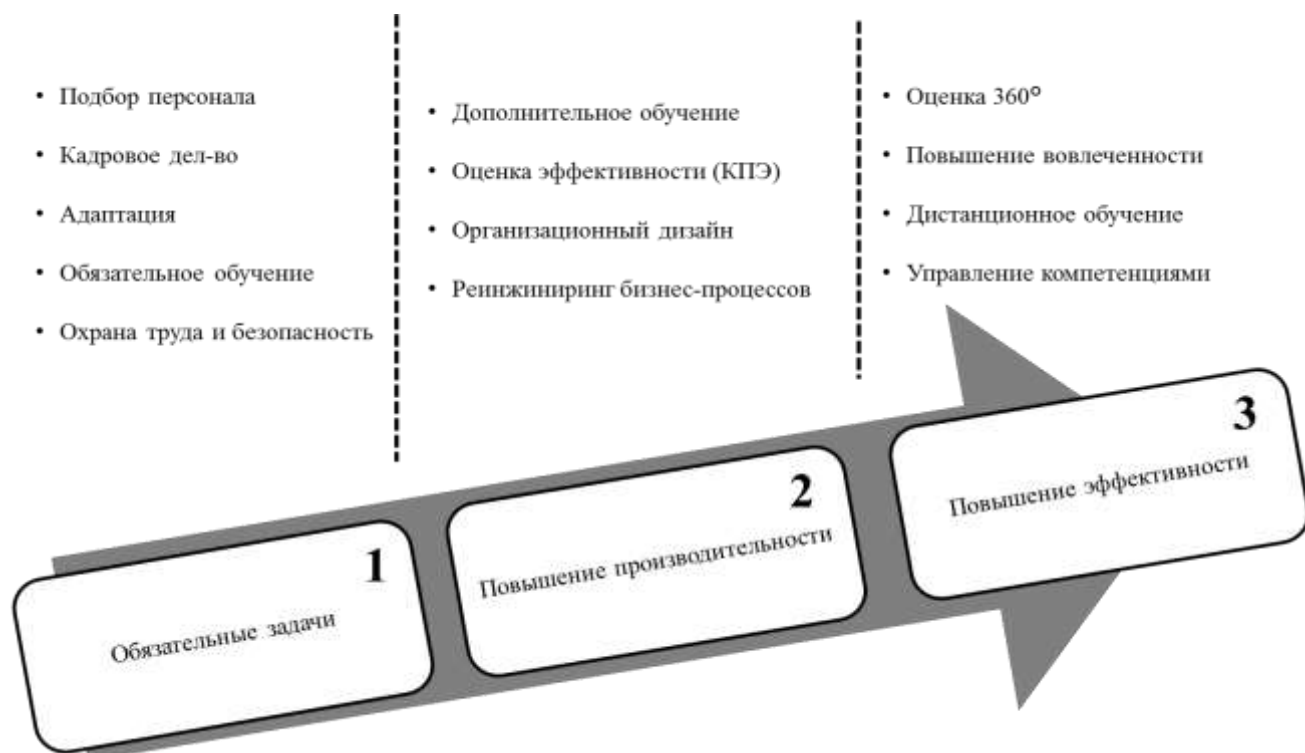 • Подбор персонала
• Кадровое дел-во
• Адаптация
• Обязательное обучение
• Охрана труда и безопасность
• Дополнительное обучение
• Оценка эффективности (КПЭ)
• Организационный дизайн
• Реинжиниринг бизнес-процессов
• Оценка 360°
• Повышение вовлеченности
• Дистанционное обучение
• Управление компетенциями
1
Обязательные задачи
2
Повышение производительности
3
Повышение эффективности